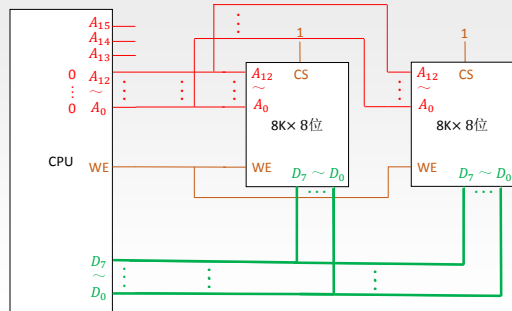 A₁₅
A₁₄
A₁₃
0 A₁₂
⋮ ~
0 A₀
CPU
WE
D₇
~
D₀
1
CS
A₁₂
~
A₀
8K× 8位
WE
D₇ ~ D₀
1
CS
A₁₂
~
A₀
8K× 8位
WE
D₇ ~ D₀